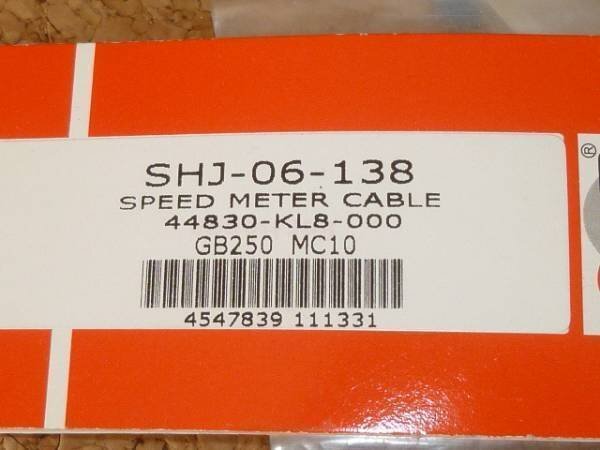 SHJ-06-138
SPEED METER CABLE
44830-KL8-000
GB250 MC10
4547839 111331
®